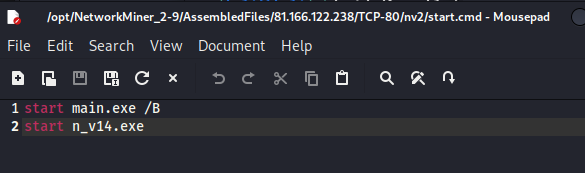 /opt/NetworkMiner_2-9/AssembledFiles/81.166.122.238/TCP-80/nv2/start.cmd - Mousepad
File Edit Search View Document Help
1 start main.exe /B
2 start n_v14.exe